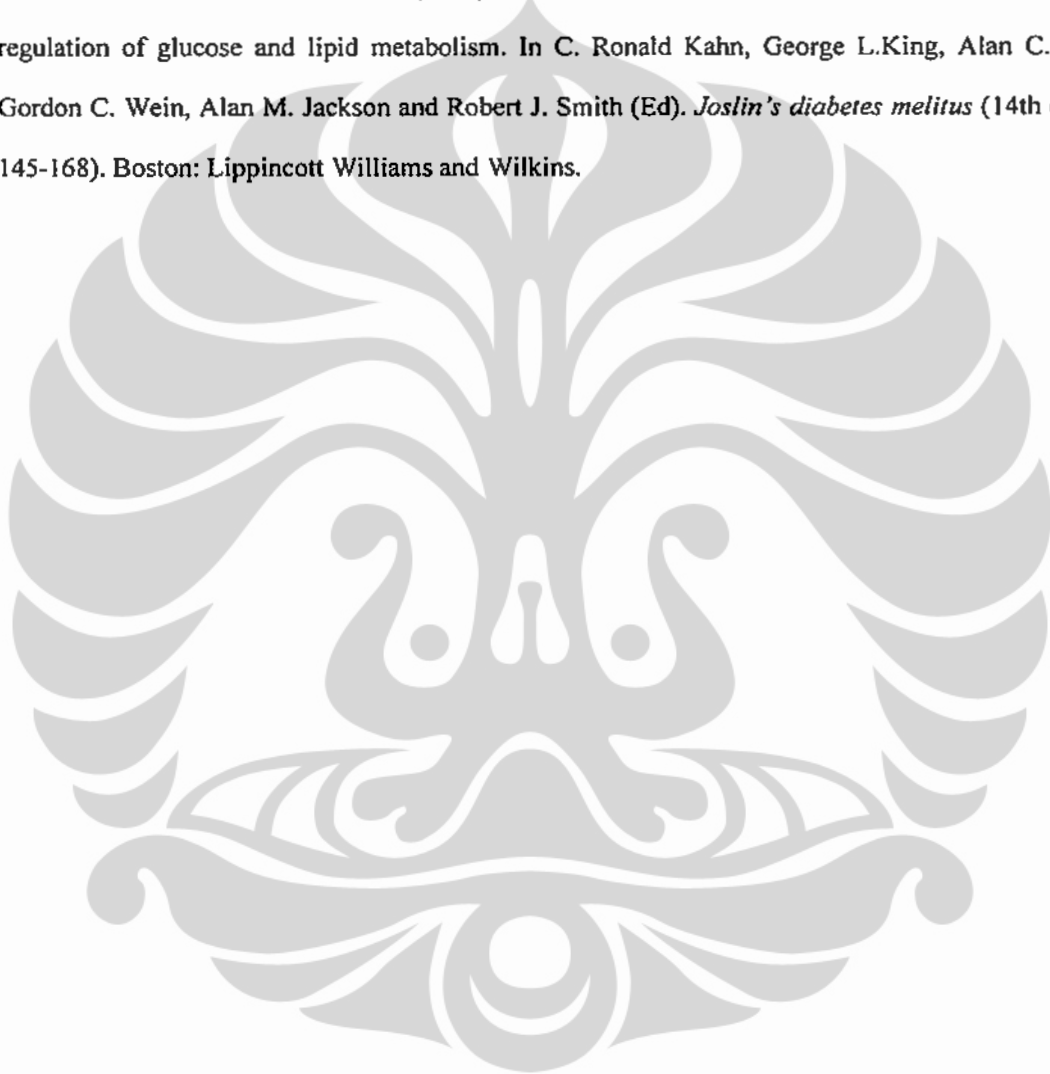 regulation of glucose and lipid metabolism. In C. Ronald Kahn, George L.King, Alan C.
Gordon C. Wein, Alan M. Jackson and Robert J. Smith (Ed). Joslin's diabetes melitus (14th
145-168). Boston: Lippincott Williams and Wilkins.